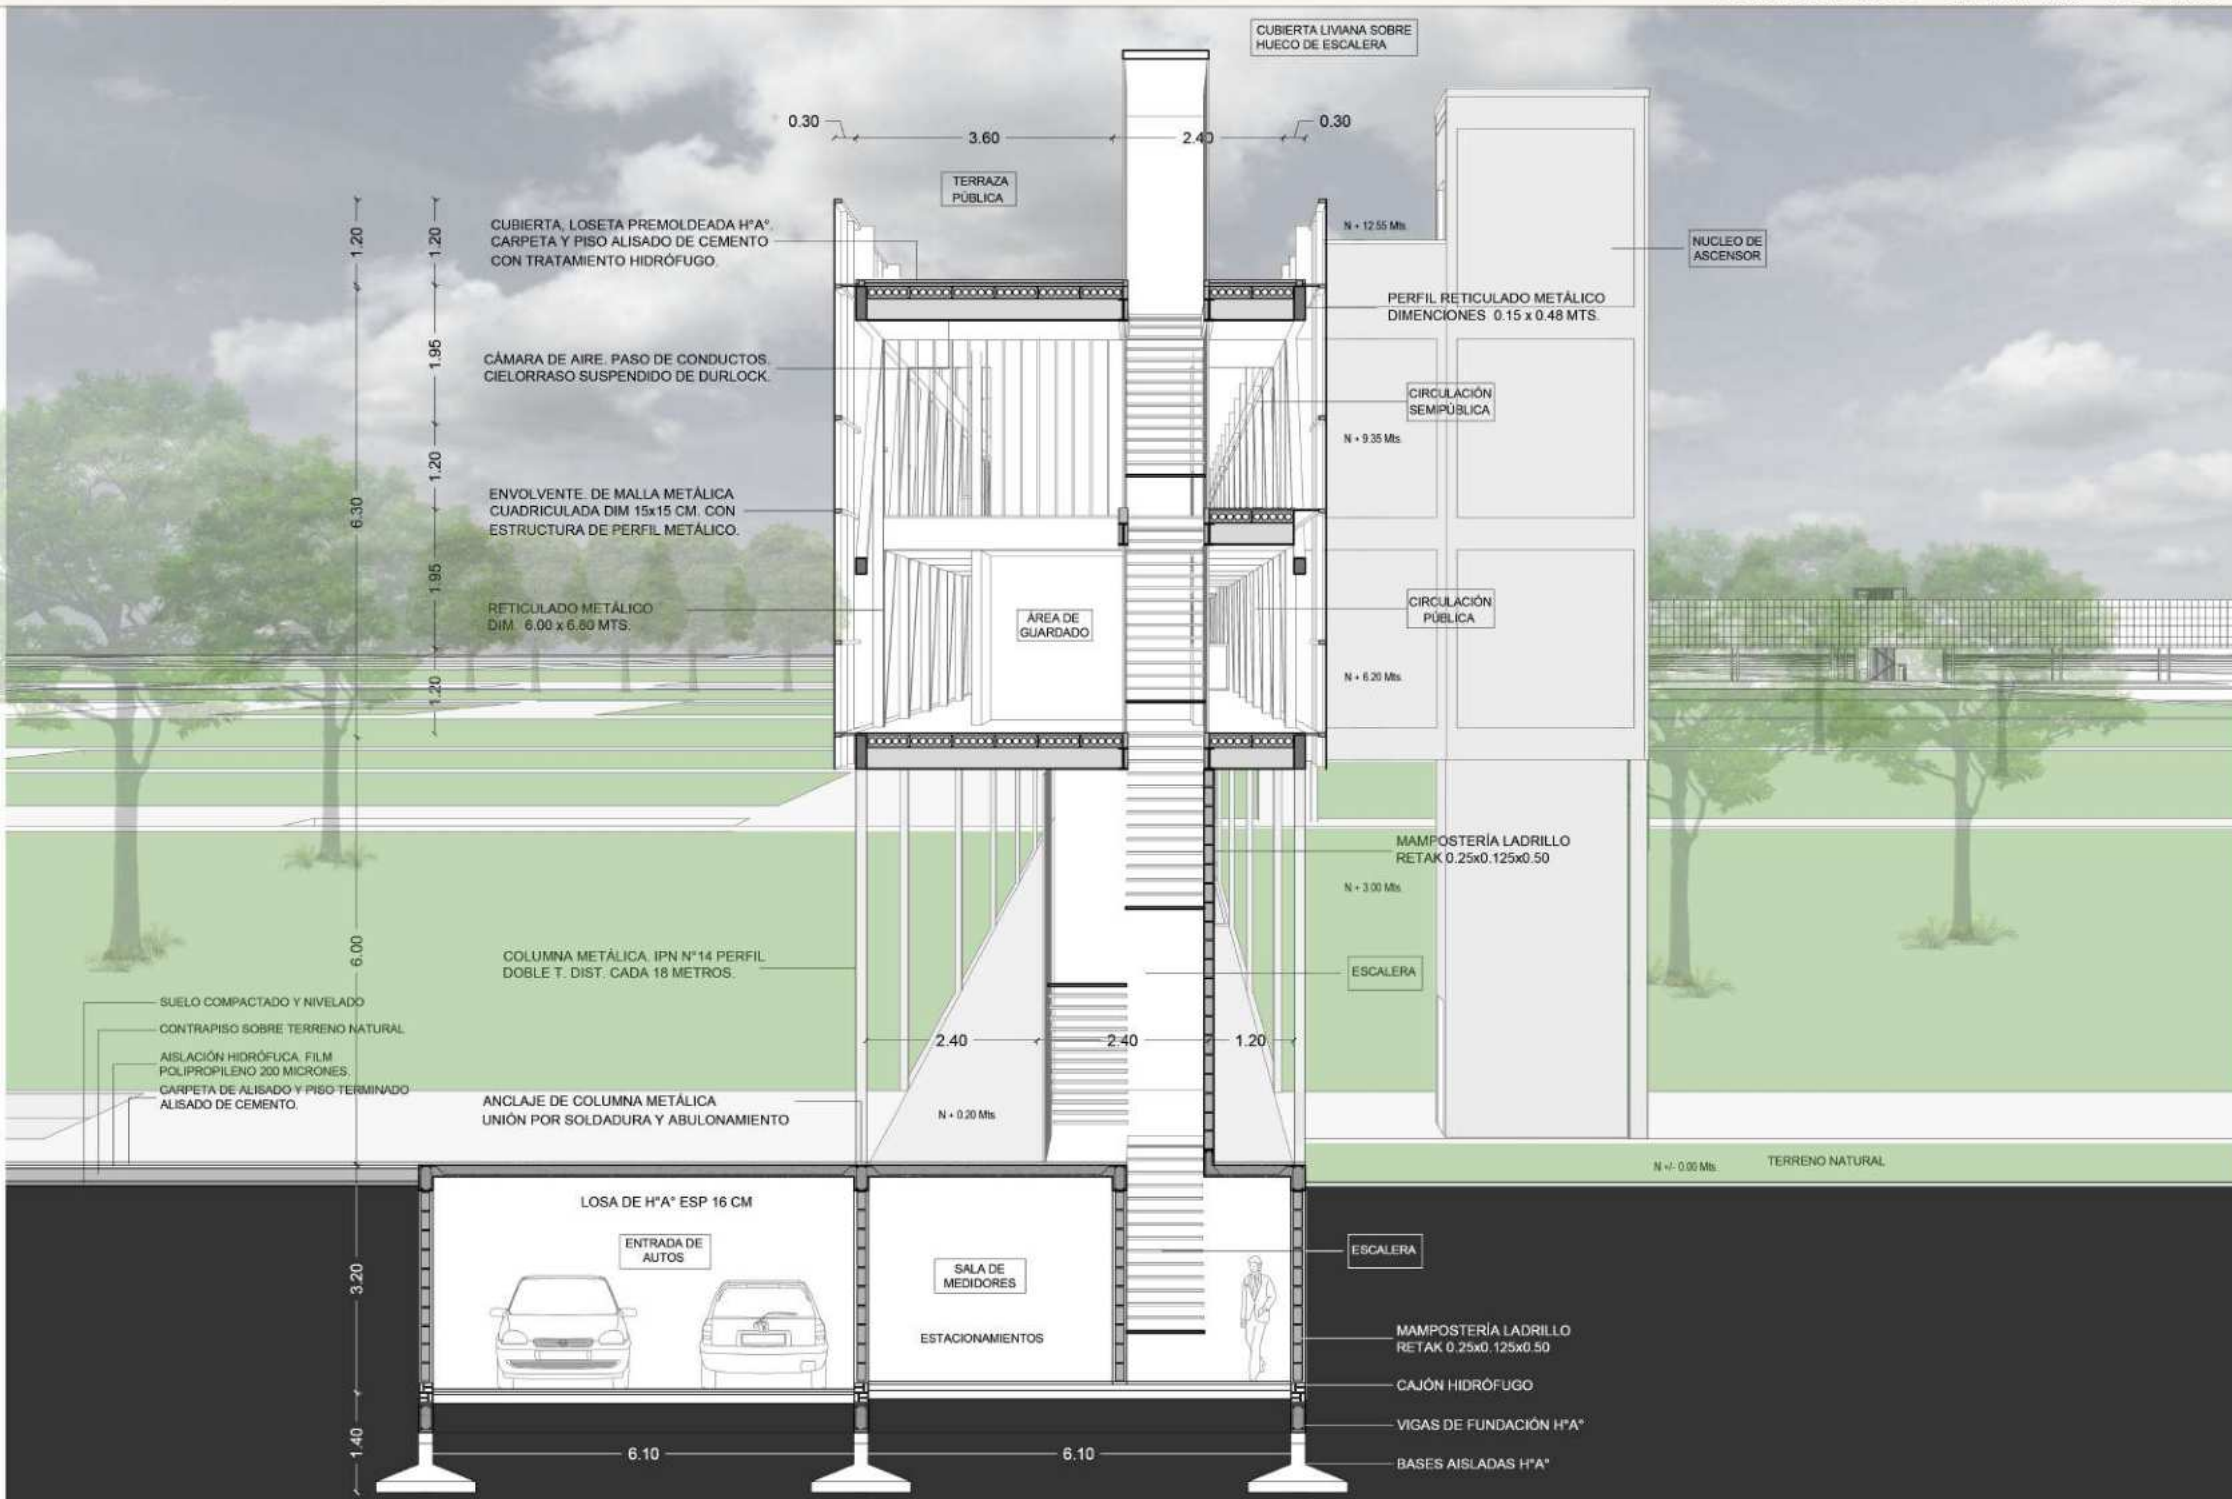 CUBIERTA LIVIANA SOBRE
HUECO DE ESCALERA
0.30
3.60
2.40
0.30
TERRAZA
PÚBLICA
1.20
1.20
CUBIERTA, LOSETA PREMOLDEADA H°A°.
CARPETA Y PISO ALISADO DE CEMENTO
CON TRATAMIENTO HIDRÓFUGO.
N + 12.55 Mts.
NUCLEO DE
ASCENSOR
PERFIL RETICULADO METÁLICO
DIMENCIONES 0.15 x 0.48 MTS.
1.95
CÁMARA DE AIRE. PASO DE CONDUCTOS.
CIELORRASO SUSPENDIDO DE DURLOCK.
CIRCULACIÓN
SEMIPÚBLICA
N + 9.35 Mts.
1.20
6.30
ENVOLVENTE. DE MALLA METÁLICA
CUADRICULADA DIM 15x15 CM. CON
ESTRUCTURA DE PERFIL METÁLICO.
1.95
RETICULADO METÁLICO
DIM. 6.00 x 6.80 MTS.
ÁREA DE
GUARDADO
CIRCULACIÓN
PÚBLICA
1.20
N + 6.20 Mts.
MAMPOSTERÍA LADRILLO
RETAK 0.25x0.125x0.50
N + 3.00 Mts.
6.00
COLUMNA METÁLICA. IPN N°14 PERFIL
DOBLE T. DIST. CADA 18 METROS.
ESCALERA
SUELO COMPACTADO Y NIVELADO
CONTRAPISO SOBRE TERRENO NATURAL
2.40
2.40
1.20
AISLACIÓN HIDRÓFUCA. FILM
POLIPROPILENO 200 MICRONES.
CARPETA DE ALISADO Y PISO TERMINADO
ALISADO DE CEMENTO.
ANCLAJE DE COLUMNA METÁLICA
UNIÓN POR SOLDADURA Y ABULONAMIENTO
N + 0.20 Mts.
N +/- 0.00 Mts.
TERRENO NATURAL
LOSA DE H°A° ESP 16 CM
ENTRADA DE
AUTOS
ESCALERA
3.20
SALA DE
MEDIDORES
ESTACIONAMIENTOS
MAMPOSTERÍA LADRILLO
RETAK 0.25x0.125x0.50
CAJÓN HIDRÓFUGO
VIGAS DE FUNDACIÓN H°A°
1.40
6.10
6.10
BASES AISLADAS H°A°